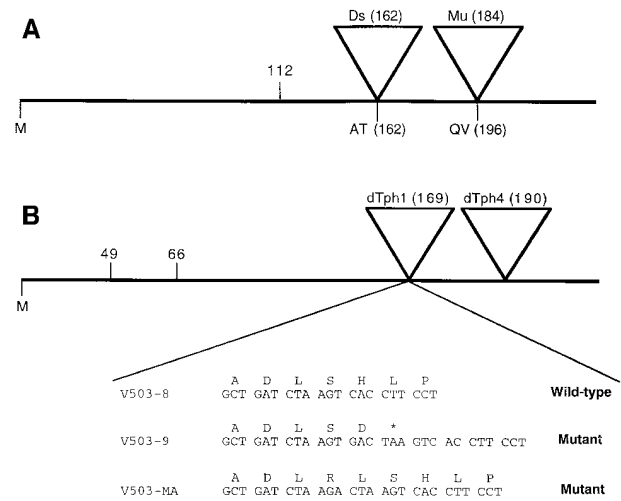 A
Ds (162) Mu (184)
112
M
AT (162) QV (196)
B
dTph1 (169) dTph4 (190)
49 66
M
A D L S H L P
V503-8 GCT GAT CTA AGT CAC CTT CCT Wild-type
A D L S D *
V503-9 GCT GAT CTA AGT GAC TAA GTC AC CTT CCT Mutant
A D L R L S H L P
V503-MA GCT GAT CTA AGA CTA AGT CAC CTT CCT Mutant